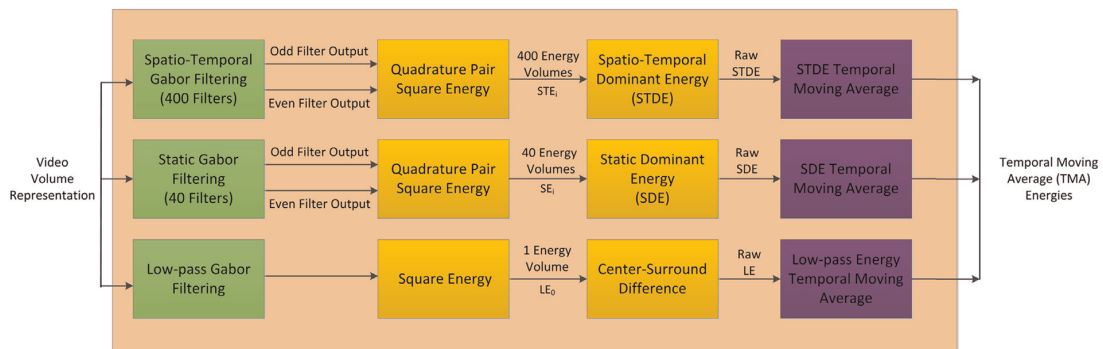 Video
Volume
Representation
Spatio-Temporal
Gabor Filtering
(400 Filters)
Odd Filter Output
Even Filter Output
Quadrature Pair
Square Energy
400 Energy
Volumes
STEi
Spatio-Temporal
Dominant Energy
(STDE)
Raw
STDE
STDE Temporal
Moving Average
Static Gabor
Filtering
(40 Filters)
Odd Filter Output
Even Filter Output
Quadrature Pair
Square Energy
40 Energy
Volumes
SEi
Static Dominant
Energy
(SDE)
Raw
SDE
SDE Temporal
Moving Average
Low-pass Gabor
Filtering
Square Energy
1 Energy
Volume
LE0
Center-Surround
Difference
Raw
LE
Low-pass Energy
Temporal Moving
Average
Temporal Moving
Average (TMA)
Energies